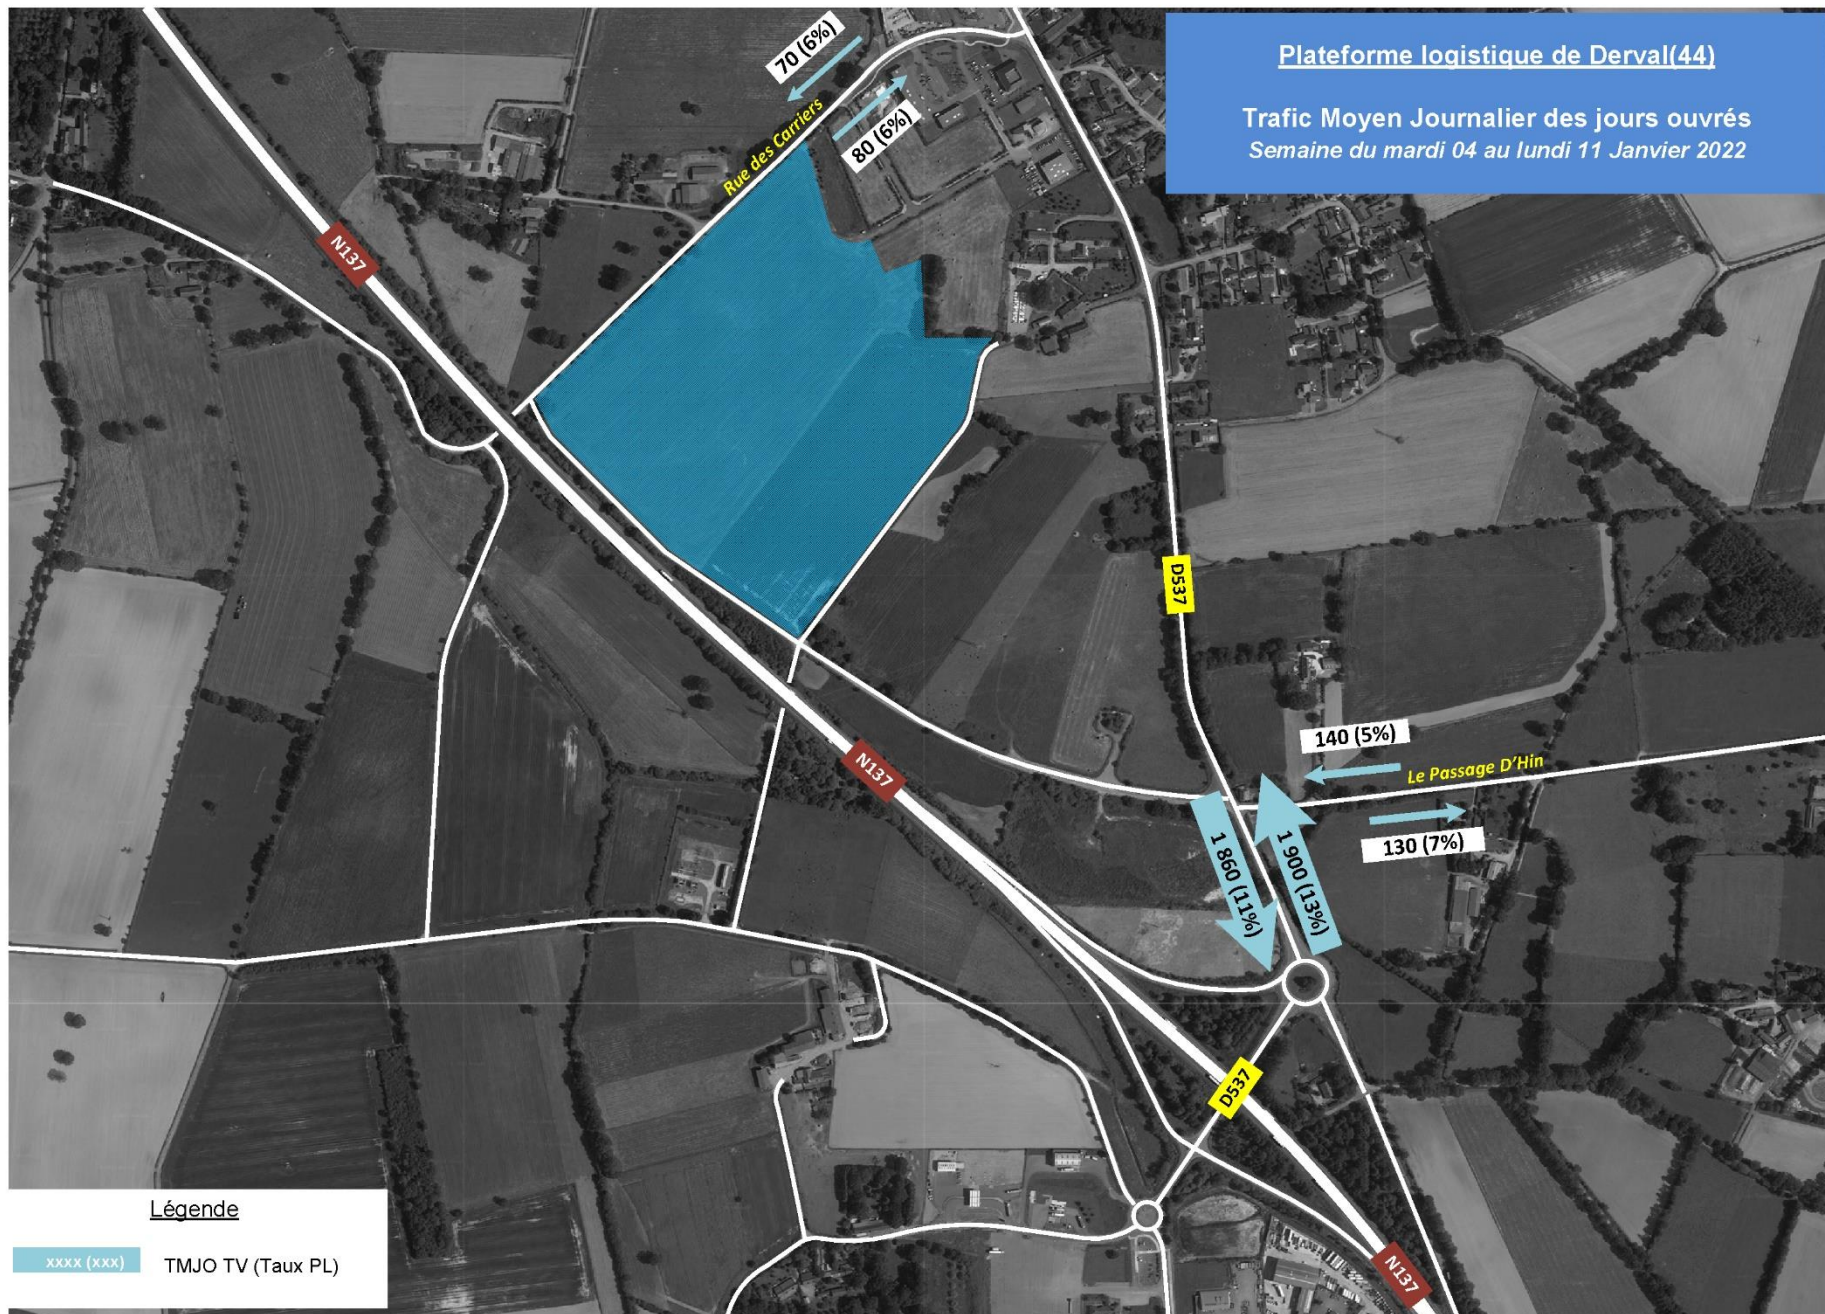 Plateforme logistique de Derval(44)
Trafic Moyen Journalier des jours ouvrés
Semaine du mardi 04 au lundi 11 Janvier 2022
70 (6%)
Rue des Carriers
80 (6%)
N137
D537
140 (5%)
Le Passage D'Hin
N137
130 (7%)
1 860 (11%)
1 900 (13%)
D537
N137
Légende
xxxx (xxx)
TMJO TV (Taux PL)